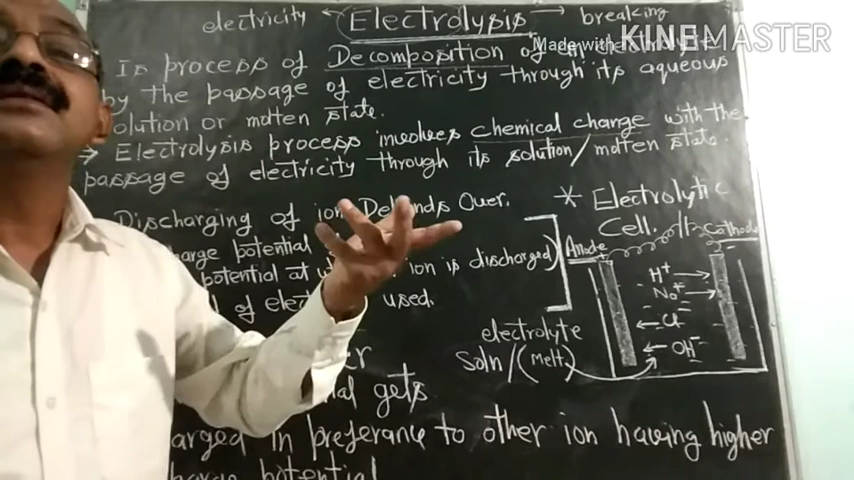 electricity ← Electrolysis → breaking
Made with KINEMASTER
Is process of Decomposition of
by the passage of electricity through its aqueous
solution or molten state.
→ Electrolysis process involves chemical change with the
passage of electricity through its solution/molten state.
Discharging of ion Depends Over.
potential
potential at ion is discharged)
of used.
* Electrolytic
Cell.
Anode
Cathode
H+
Na+
Cl-
OH-
electrolyte
Soln/(Melt)
gets
in preferance to other ion having higher
potential